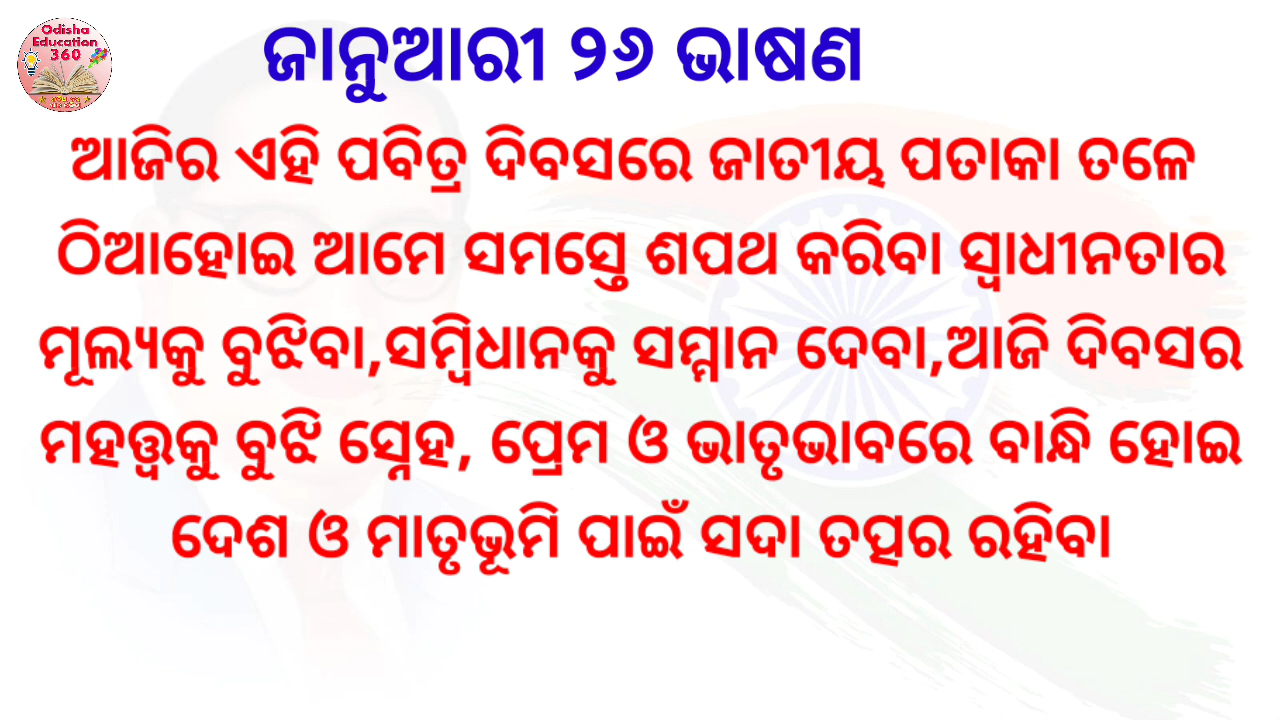 Odisha
Education
360
ଜାନୁଆରୀ ୨୬ ଭାଷଣ
ଆଜିର ଏହି ପବିତ୍ର ଦିବସରେ ଜାତୀୟ ପତାକା ତଳେ
ଠିଆହୋଇ ଆମେ ସମସ୍ତେ ଶପଥ କରିବା ସ୍ୱାଧୀନତାର
ମୂଲ୍ୟକୁ ବୁଝିବା,ସମ୍ବିଧାନକୁ ସମ୍ମାନ ଦେବା,ଆଜି ଦିବସର
ମହତ୍ତ୍ୱକୁ ବୁଝି ସ୍ନେହ, ପ୍ରେମ ଓ ଭାତୃଭାବରେ ବାନ୍ଧି ହୋଇ
ଦେଶ ଓ ମାତୃଭୂମି ପାଇଁ ସଦା ତତ୍ପର ରହିବା